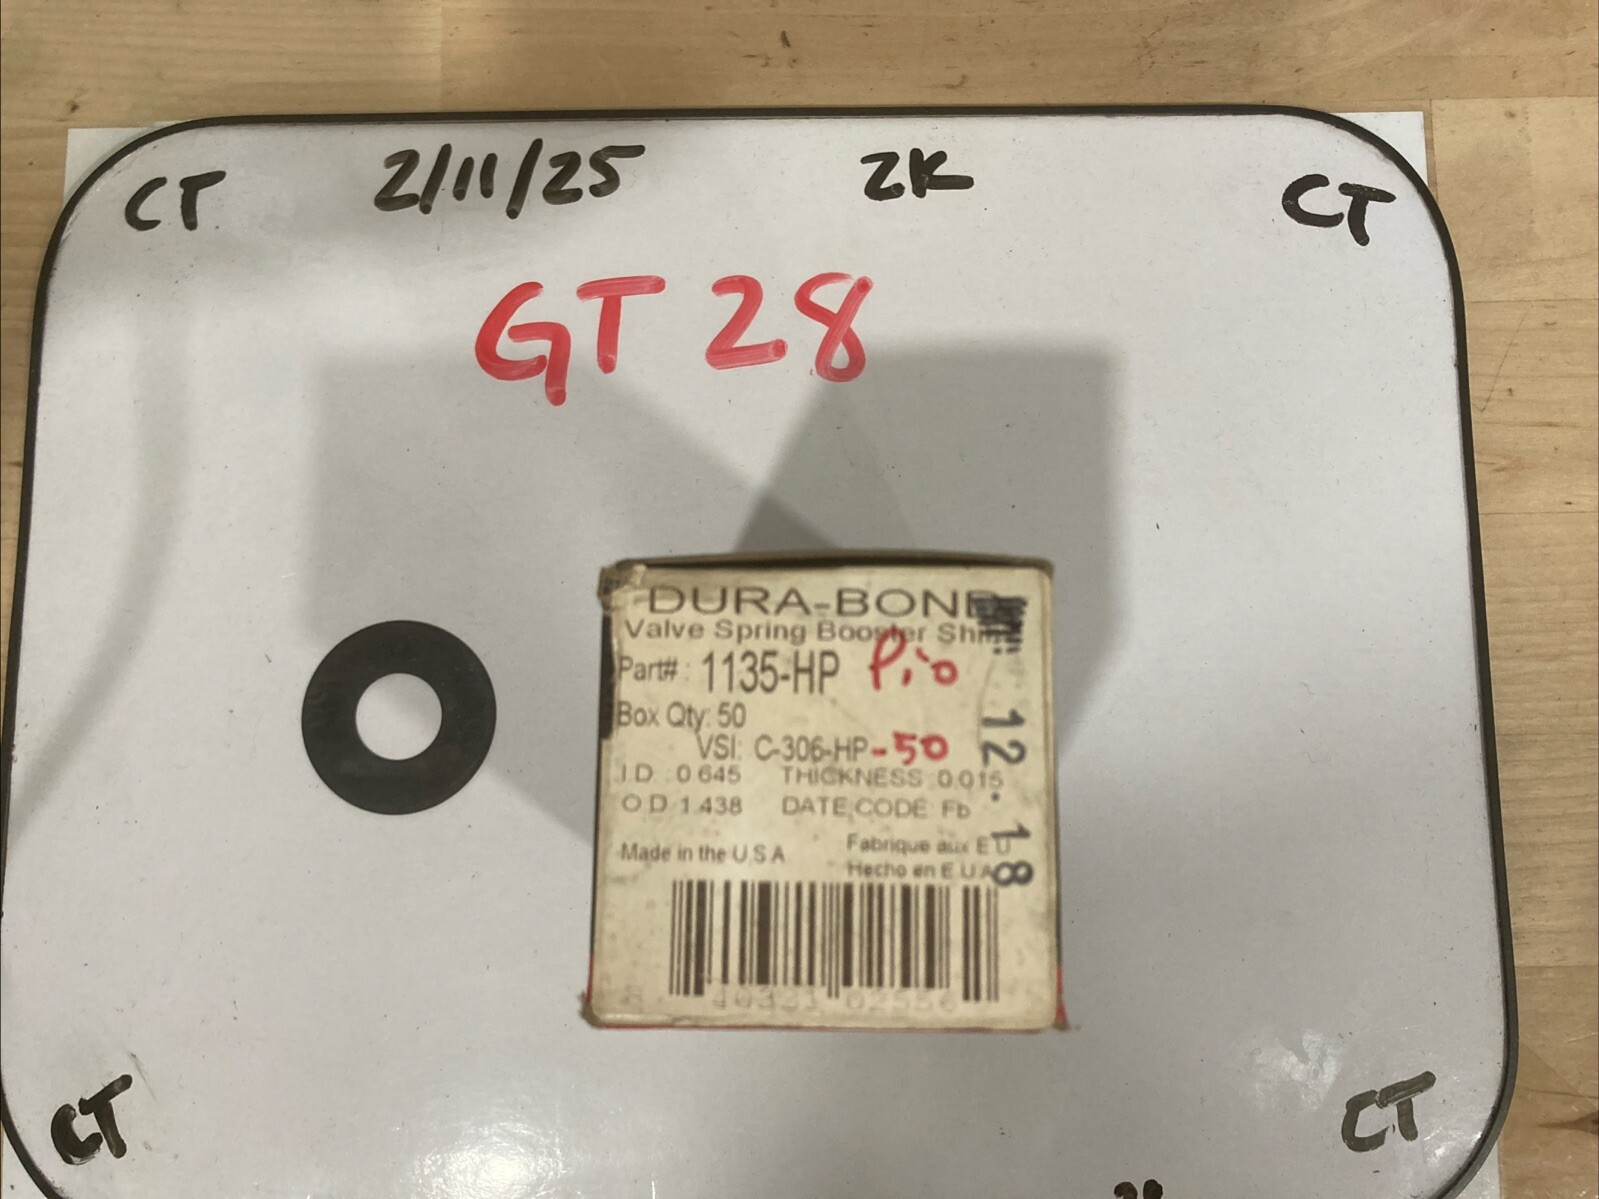 CT 2/11/25 2K CT
GT 28
DURA-BOND
Valve Spring Booster
Part# : 1135-HP Pio
Box Qty: 50
VSI: C-306-HP-50
I D : 0 645 THICKNESS 0.015
O D 1.438 DATE CODE Fb
Made in the U S A
Fabrique aux E U
Hecho en E U A
12.18
CT CT